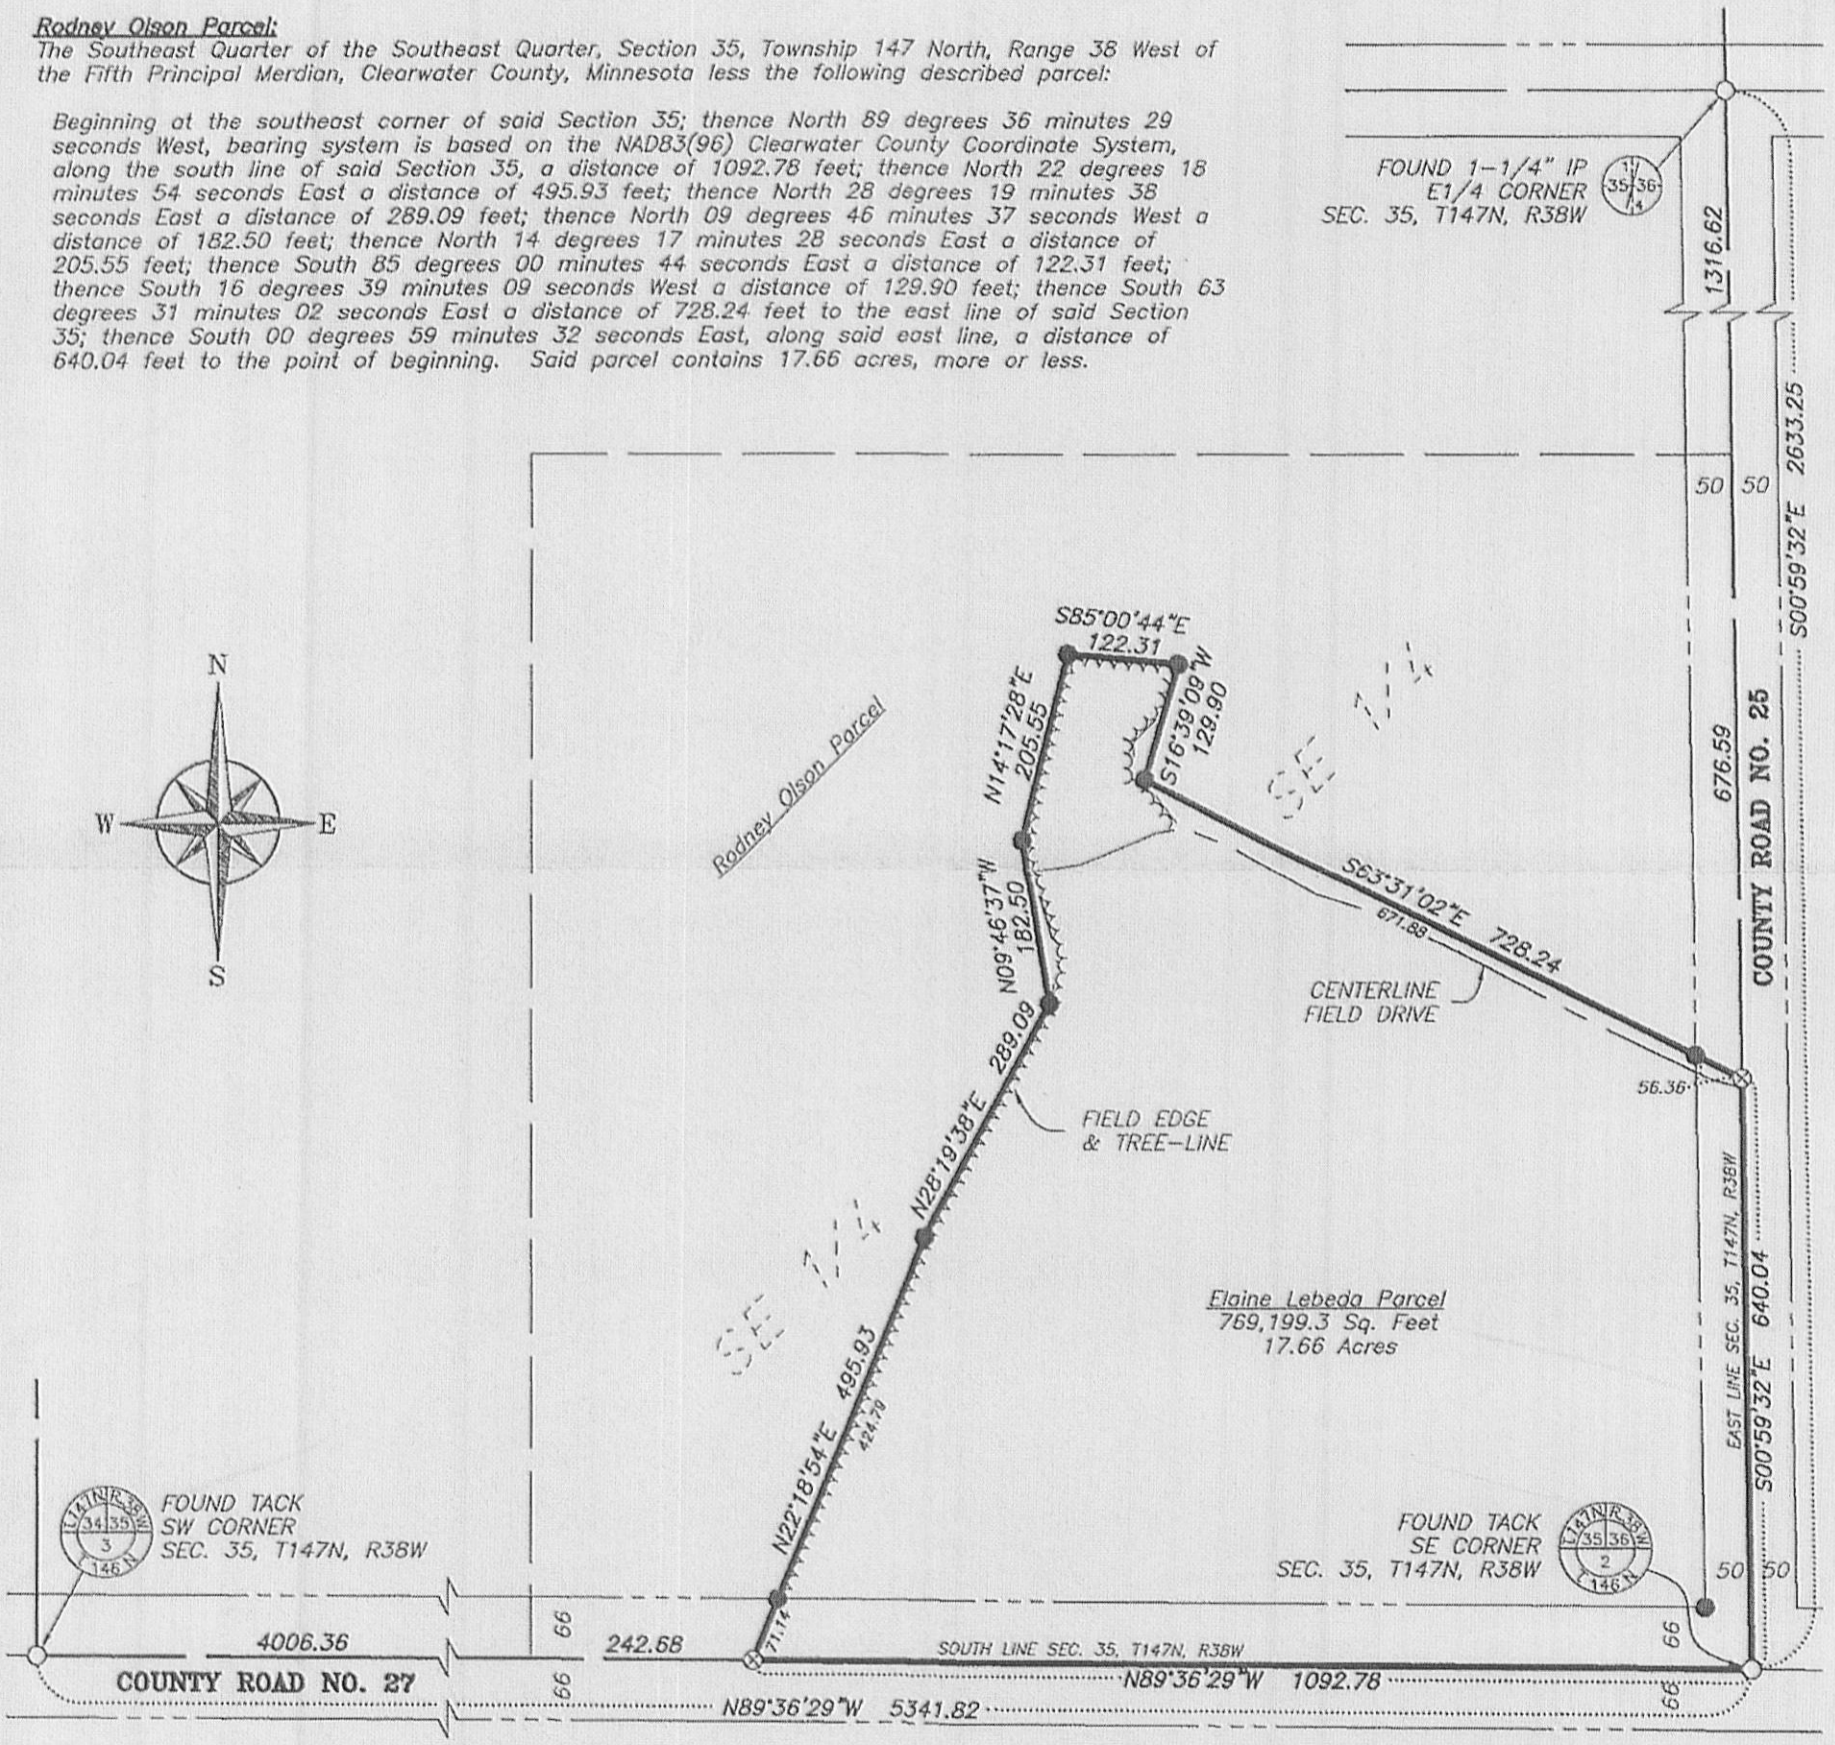 Rodney Olson Parcel:
The Southeast Quarter of the Southeast Quarter, Section 35, Township 147 North, Range 38 West of
the Fifth Principal Merdian, Clearwater County, Minnesota less the following described parcel:
Beginning at the southeast corner of said Section 35; thence North 89 degrees 36 minutes 29
seconds West, bearing system is based on the NAD83(96) Clearwater County Coordinate System,
along the south line of said Section 35, a distance of 1092.78 feet; thence North 22 degrees 18
minutes 54 seconds East a distance of 495.93 feet; thence North 28 degrees 19 minutes 38
seconds East a distance of 289.09 feet; thence North 09 degrees 46 minutes 37 seconds West a
distance of 182.50 feet; thence North 14 degrees 17 minutes 28 seconds East a distance of
205.55 feet; thence South 85 degrees 00 minutes 44 seconds East a distance of 122.31 feet;
thence South 16 degrees 39 minutes 09 seconds West a distance of 129.90 feet; thence South 63
degrees 31 minutes 02 seconds East a distance of 728.24 feet to the east line of said Section
35; thence South 00 degrees 59 minutes 32 seconds East, along said east line, a distance of
640.04 feet to the point of beginning.  Said parcel contains 17.66 acres, more or less.
FOUND 1-1/4" IP
E1/4 CORNER
SEC. 35, T147N, R38W
35 36
1316.62
S00°59'32"E 2633.25
50 50
676.59
COUNTY ROAD NO. 25
N
W E
S
Rodney Olson Parcel
S85°00'44"E
122.31
N14°17'28"E
205.55
S16°39'09"W
129.90
SE 1/4
N09°46'37"W
182.50
S63°31'02"E 728.24
671.88
CENTERLINE
FIELD DRIVE
56.36
N28°19'38"E 289.09
FIELD EDGE
& TREE-LINE
SE 1/4
Elaine Lebeda Parcel
769,199.3 Sq. Feet
17.66 Acres
N22°18'54"E 495.93
424.79
71.14
EAST LINE SEC. 35, T147N, R38W
S00°59'32"E 640.04
T147N R38W
34 35
3
T146N
FOUND TACK
SW CORNER
SEC. 35, T147N, R38W
FOUND TACK
SE CORNER
SEC. 35, T147N, R38W
T147N R38W
35 36
2
T146N
50 50
66
66
4006.36
242.68
SOUTH LINE SEC. 35, T147N, R38W
COUNTY ROAD NO. 27
66
N89°36'29"W 1092.78
66
N89°36'29"W 5341.82